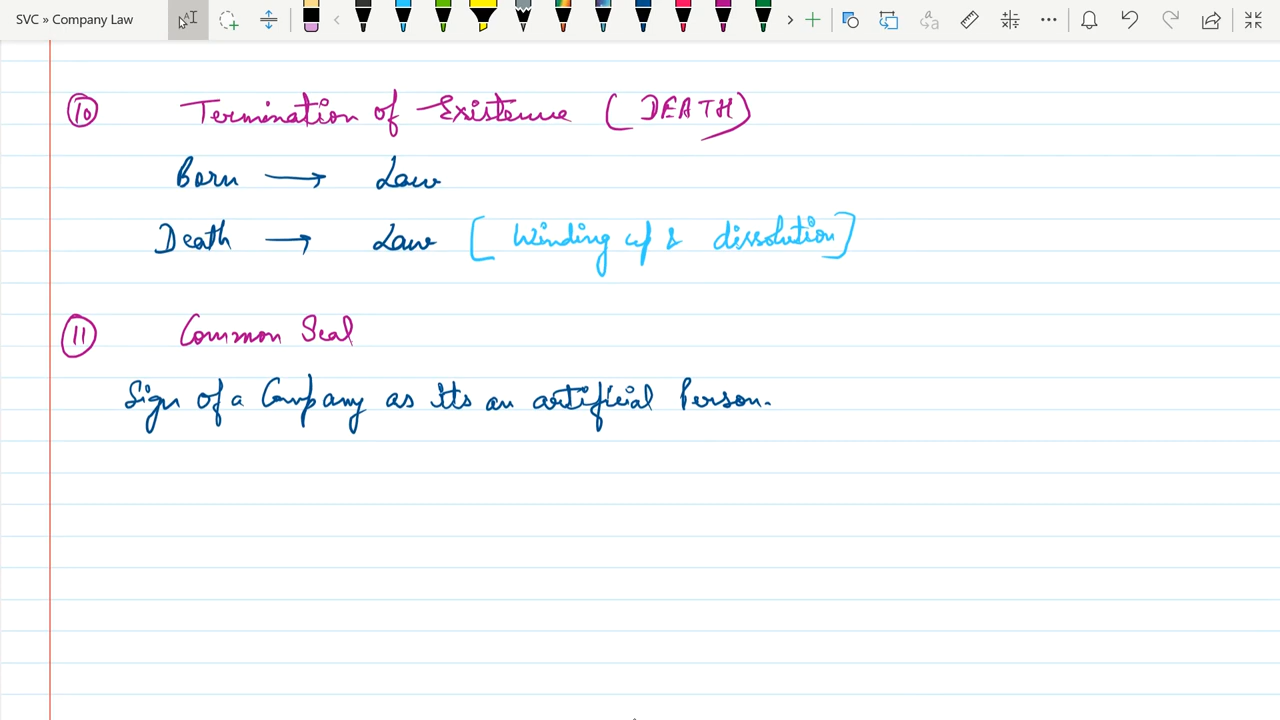 SVC » Company Law
10 Termination of Existence (DEATH)
Born → Law
Death → Law [Winding up & dissolution]
11 Common Seal
Sign of a Company as Its an artificial Person.